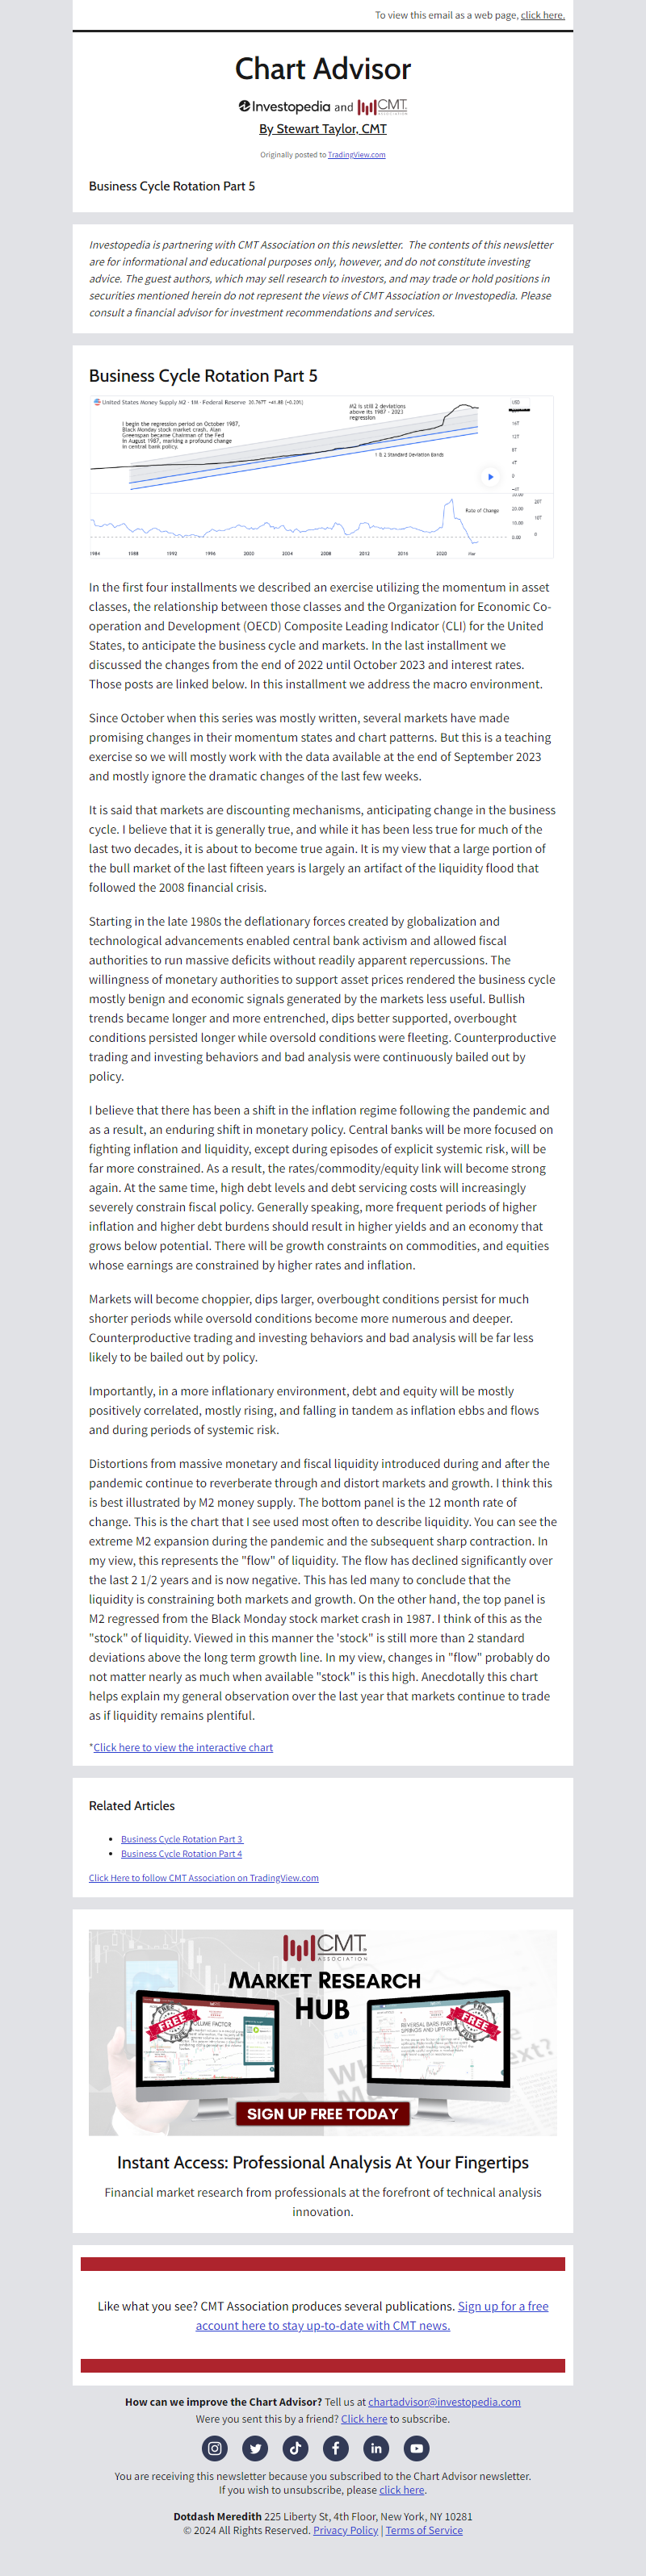 To view this email as a web page, click here.
Chart Advisor
Investopedia and CMT ASSOCIATION
By Stewart Taylor, CMT
Originally posted to TradingView.com
Business Cycle Rotation Part 5
Investopedia is partnering with CMT Association on this newsletter. The contents of this newsletter
are for informational and educational purposes only, however, and do not constitute investing
advice. The guest authors, which may sell research to investors, and may trade or hold positions in
securities mentioned herein do not represent the views of CMT Association or Investopedia. Please
consult a financial advisor for investment recommendations and services.
Business Cycle Rotation Part 5
United States Money Supply M2 · 1M · Federal Reserve
USD
M2 is still 2 deviations
above its 1987 - 2023
regression
I begin the regression period on October 1987,
Black Monday stock market crash. Alan
Greenspan became Chairman of the Fed
in August 1987, marking a profound change
in central bank policy.
16T
12T
8T
1 & 2 Standard Deviation Bands
4T
0
-4T
20T
Rate of Change
20.00
10T
10.00
0.00
0
1984 1988 1992 1996 2000 2004 2008 2012 2016 2020 Mar
In the first four installments we described an exercise utilizing the momentum in asset
classes, the relationship between those classes and the Organization for Economic Co-
operation and Development (OECD) Composite Leading Indicator (CLI) for the United
States, to anticipate the business cycle and markets. In the last installment we
discussed the changes from the end of 2022 until October 2023 and interest rates.
Those posts are linked below. In this installment we address the macro environment.
Since October when this series was mostly written, several markets have made
promising changes in their momentum states and chart patterns. But this is a teaching
exercise so we will mostly work with the data available at the end of September 2023
and mostly ignore the dramatic changes of the last few weeks.
It is said that markets are discounting mechanisms, anticipating change in the business
cycle. I believe that it is generally true, and while it has been less true for much of the
last two decades, it is about to become true again. It is my view that a large portion of
the bull market of the last fifteen years is largely an artifact of the liquidity flood that
followed the 2008 financial crisis.
Starting in the late 1980s the deflationary forces created by globalization and
technological advancements enabled central bank activism and allowed fiscal
authorities to run massive deficits without readily apparent repercussions. The
willingness of monetary authorities to support asset prices rendered the business cycle
mostly benign and economic signals generated by the markets less useful. Bullish
trends became longer and more entrenched, dips better supported, overbought
conditions persisted longer while oversold conditions were fleeting. Counterproductive
trading and investing behaviors and bad analysis were continuously bailed out by
policy.
I believe that there has been a shift in the inflation regime following the pandemic and
as a result, an enduring shift in monetary policy. Central banks will be more focused on
fighting inflation and liquidity, except during episodes of explicit systemic risk, will be
far more constrained. As a result, the rates/commodity/equity link will become strong
again. At the same time, high debt levels and debt servicing costs will increasingly
severely constrain fiscal policy. Generally speaking, more frequent periods of higher
inflation and higher debt burdens should result in higher yields and an economy that
grows below potential. There will be growth constraints on commodities, and equities
whose earnings are constrained by higher rates and inflation.
Markets will become choppier, dips larger, overbought conditions persist for much
shorter periods while oversold conditions become more numerous and deeper.
Counterproductive trading and investing behaviors and bad analysis will be far less
likely to be bailed out by policy.
Importantly, in a more inflationary environment, debt and equity will be mostly
positively correlated, mostly rising, and falling in tandem as inflation ebbs and flows
and during periods of systemic risk.
Distortions from massive monetary and fiscal liquidity introduced during and after the
pandemic continue to reverberate through and distort markets and growth. I think this
is best illustrated by M2 money supply. The bottom panel is the 12 month rate of
change. This is the chart that I see used most often to describe liquidity. You can see the
extreme M2 expansion during the pandemic and the subsequent sharp contraction. In
my view, this represents the "flow" of liquidity. The flow has declined significantly over
the last 2 1/2 years and is now negative. This has led many to conclude that the
liquidity is constraining both markets and growth. On the other hand, the top panel is
M2 regressed from the Black Monday stock market crash in 1987. I think of this as the
"stock" of liquidity. Viewed in this manner the 'stock" is still more than 2 standard
deviations above the long term growth line. In my view, changes in "flow" probably do
not matter nearly as much when available "stock" is this high. Anecdotally this chart
helps explain my general observation over the last year that markets continue to trade
as if liquidity remains plentiful.
*Click here to view the interactive chart
Related Articles
Business Cycle Rotation Part 3
Business Cycle Rotation Part 4
Click Here to follow CMT Association on TradingView.com
CMT ASSOCIATION
MARKET RESEARCH
HUB
FREE
FREE
SIGN UP FREE TODAY
Instant Access: Professional Analysis At Your Fingertips
Financial market research from professionals at the forefront of technical analysis
innovation.
Like what you see? CMT Association produces several publications. Sign up for a free
account here to stay up-to-date with CMT news.
How can we improve the Chart Advisor? Tell us at chartadvisor@investopedia.com
Were you sent this by a friend? Click here to subscribe.
You are receiving this newsletter because you subscribed to the Chart Advisor newsletter.
If you wish to unsubscribe, please click here.
Dotdash Meredith 225 Liberty St, 4th Floor, New York, NY 10281
© 2024 All Rights Reserved. Privacy Policy | Terms of Service